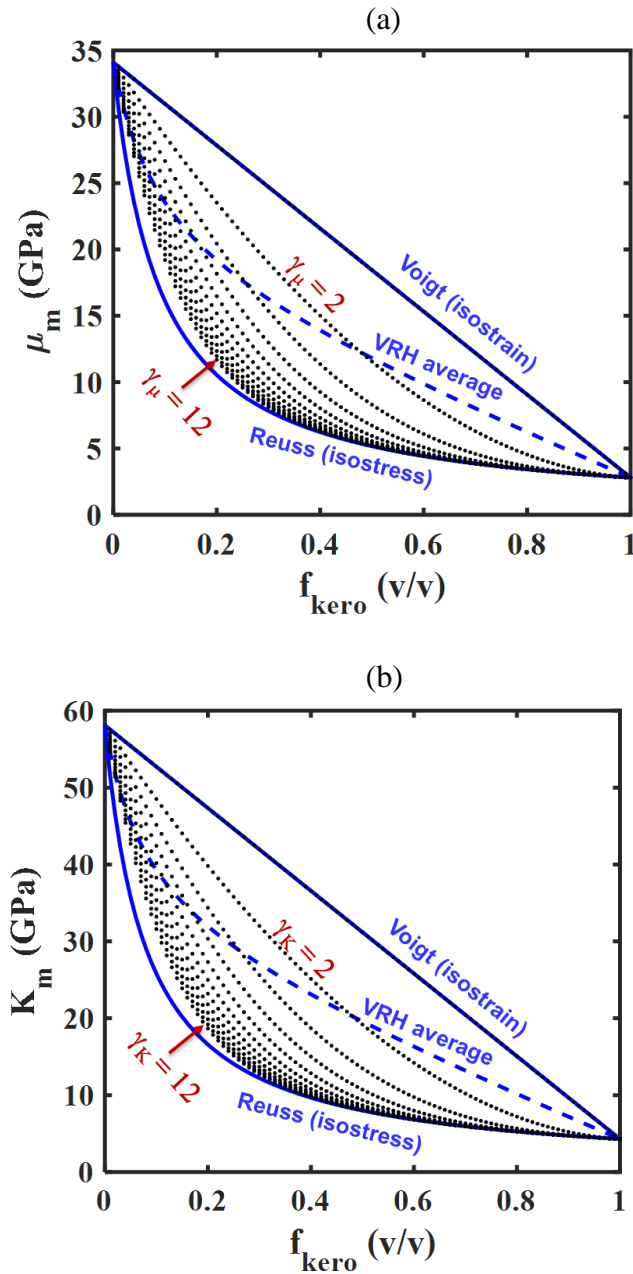 (a)
35
30
25
20
15
10
5
0
μm (GPa)
γμ = 2
Voigt (isostrain)
VRH average
γμ = 12
Reuss (isostress)
0 0.2 0.4 0.6 0.8 1
fkero (v/v)
(b)
60
50
40
30
20
10
0
Km (GPa)
γK = 2
Voigt (isostrain)
VRH average
γK = 12
Reuss (isostress)
0 0.2 0.4 0.6 0.8 1
fkero (v/v)